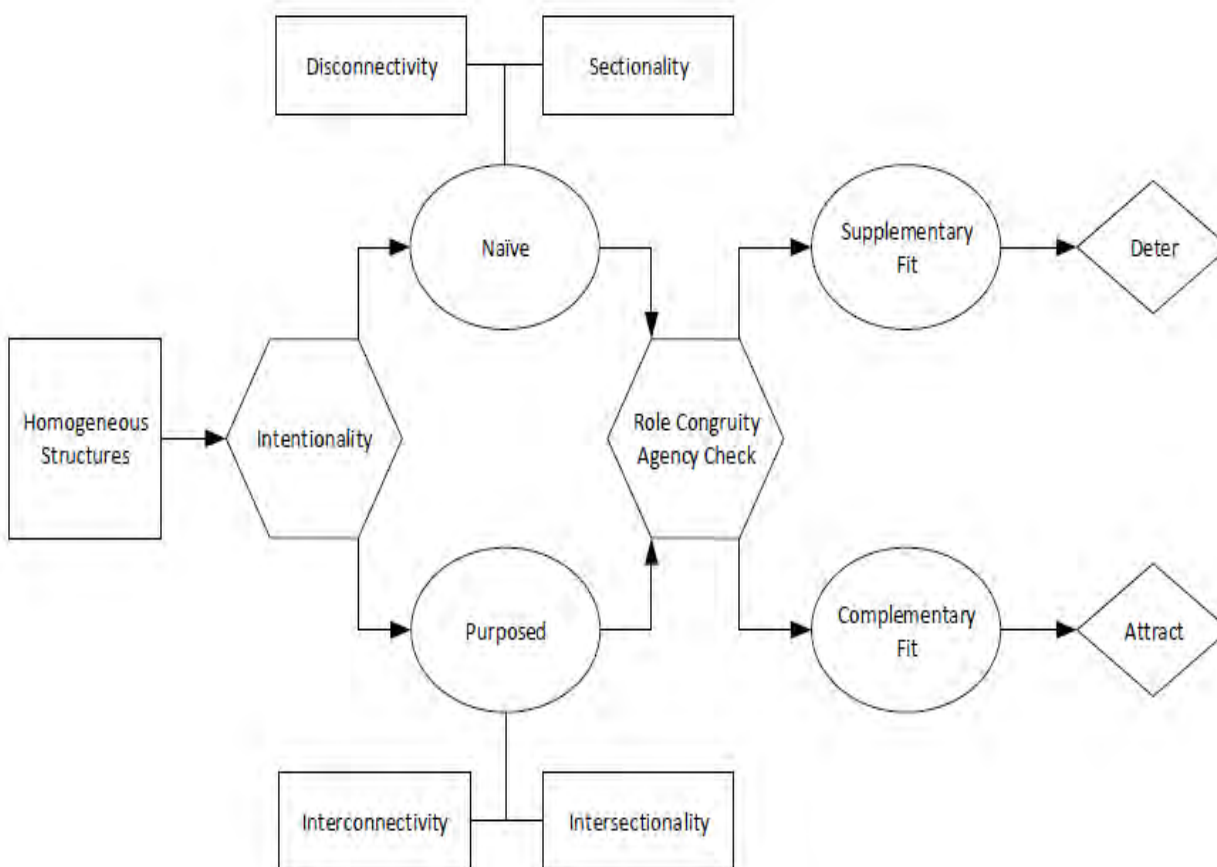 Disconnectivity
Sectionality
Naïve
Supplementary
Fit
Deter
Homogeneous
Structures
Intentionality
Role Congruity
Agency Check
Purposed
Complementary
Fit
Attract
Interconnectivity
Intersectionality